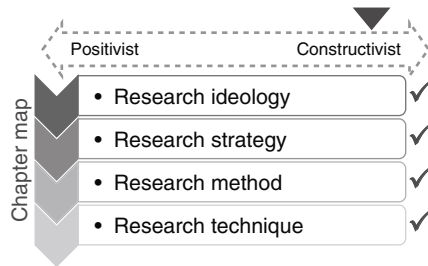 Positivist Constructivist
Chapter map
• Research ideology
• Research strategy
• Research method
• Research technique